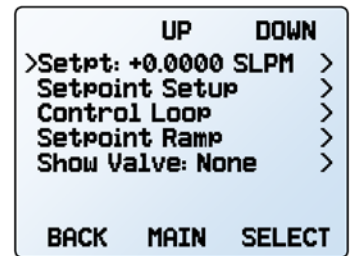 UP DOWN
>Setpt: +0.0000 SLPM >
Setpoint Setup >
Control Loop >
Setpoint Ramp >
Show Valve: None >
BACK MAIN SELECT